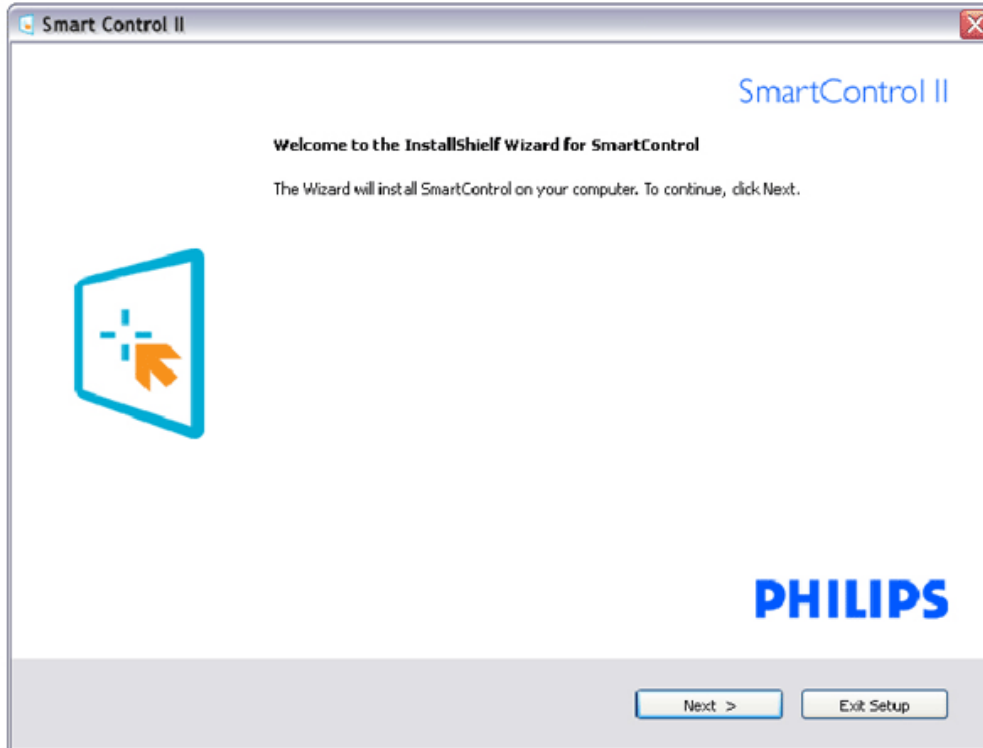 Smart Control II
SmartControl II
Welcome to the InstallShielf Wizard for SmartControl
The Wizard will install SmartControl on your computer. To continue, click Next.
PHILIPS
Next >
Exit Setup